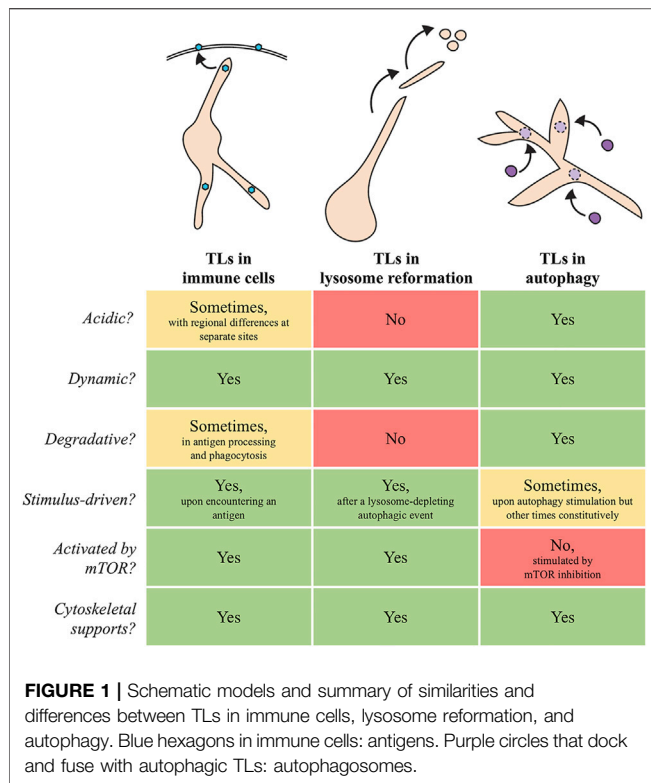 TLs in
immune cells
TLs in
lysosome reformation
TLs in
autophagy
Acidic?
Sometimes,
with regional differences at
separate sites
No
Yes
Dynamic?
Yes
Yes
Yes
Degradative?
Sometimes,
in antigen processing
and phagocytosis
No
Yes
Stimulus-driven?
Yes,
upon encountering an
antigen
Yes,
after a lysosome-depleting
autophagic event
Sometimes,
upon autophagy stimulation but
other times constitutively
Activated by
mTOR?
Yes
Yes
No,
stimulated by
mTOR inhibition
Cytoskeletal
supports?
Yes
Yes
Yes
FIGURE 1 | Schematic models and summary of similarities and
differences between TLs in immune cells, lysosome reformation, and
autophagy. Blue hexagons in immune cells: antigens. Purple circles that dock
and fuse with autophagic TLs: autophagosomes.